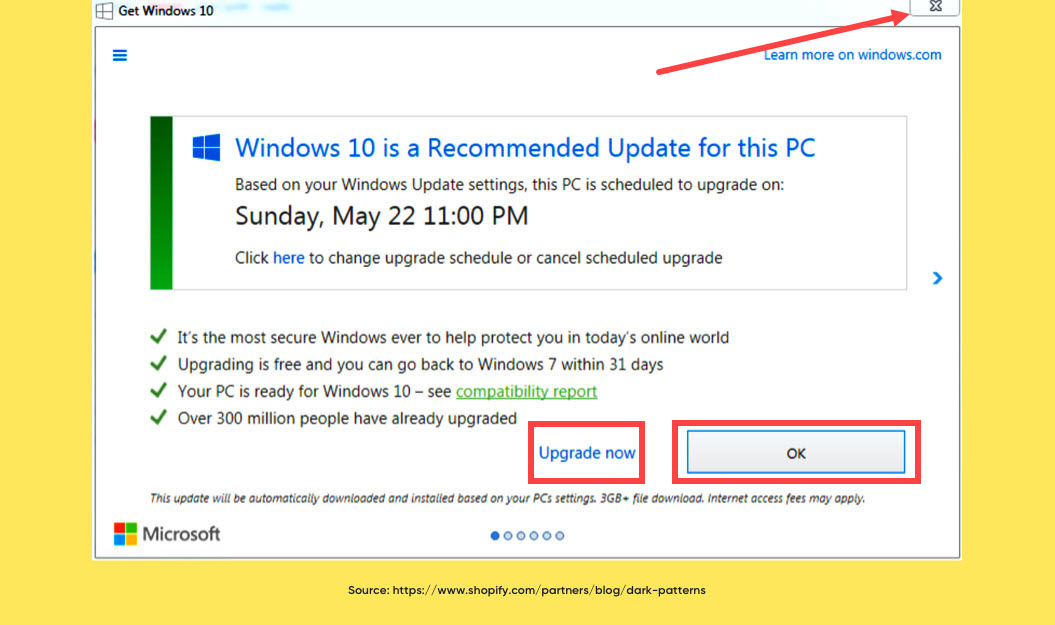 Get Windows 10
Learn more on windows.com
Windows 10 is a Recommended Update for this PC
Based on your Windows Update settings, this PC is scheduled to upgrade on:
Sunday, May 22 11:00 PM
Click here to change upgrade schedule or cancel scheduled upgrade
It's the most secure Windows ever to help protect you in today's online world
Upgrading is free and you can go back to Windows 7 within 31 days
Your PC is ready for Windows 10 – see compatibility report
Over 300 million people have already upgraded
Upgrade now
OK
This update will be automatically downloaded and installed based on your PCs settings. 3GB+ file download. Internet access fees may apply.
Microsoft
Source: https://www.shopify.com/partners/blog/dark-patterns